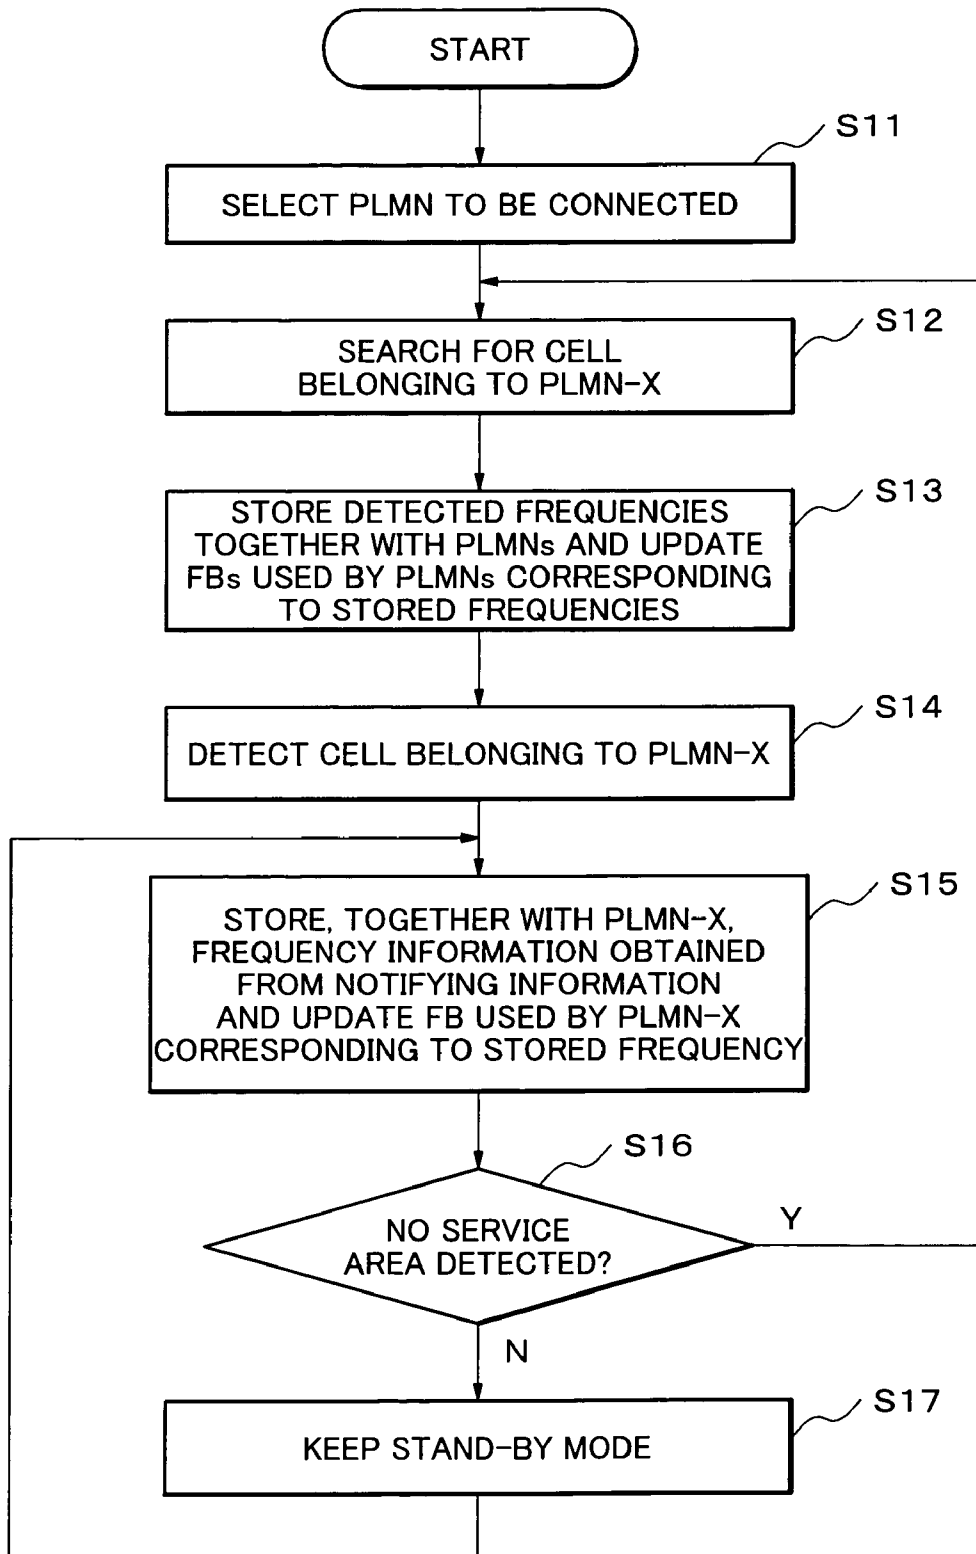 START
S11
SELECT PLMN TO BE CONNECTED
S12
SEARCH FOR CELL
BELONGING TO PLMN-X
S13
STORE DETECTED FREQUENCIES
TOGETHER WITH PLMNs AND UPDATE
FBs USED BY PLMNs CORRESPONDING
TO STORED FREQUENCIES
S14
DETECT CELL BELONGING TO PLMN-X
S15
STORE, TOGETHER WITH PLMN-X,
FREQUENCY INFORMATION OBTAINED
FROM NOTIFYING INFORMATION
AND UPDATE FB USED BY PLMN-X
CORRESPONDING TO STORED FREQUENCY
S16
NO SERVICE
AREA DETECTED?
Y
N
S17
KEEP STAND-BY MODE